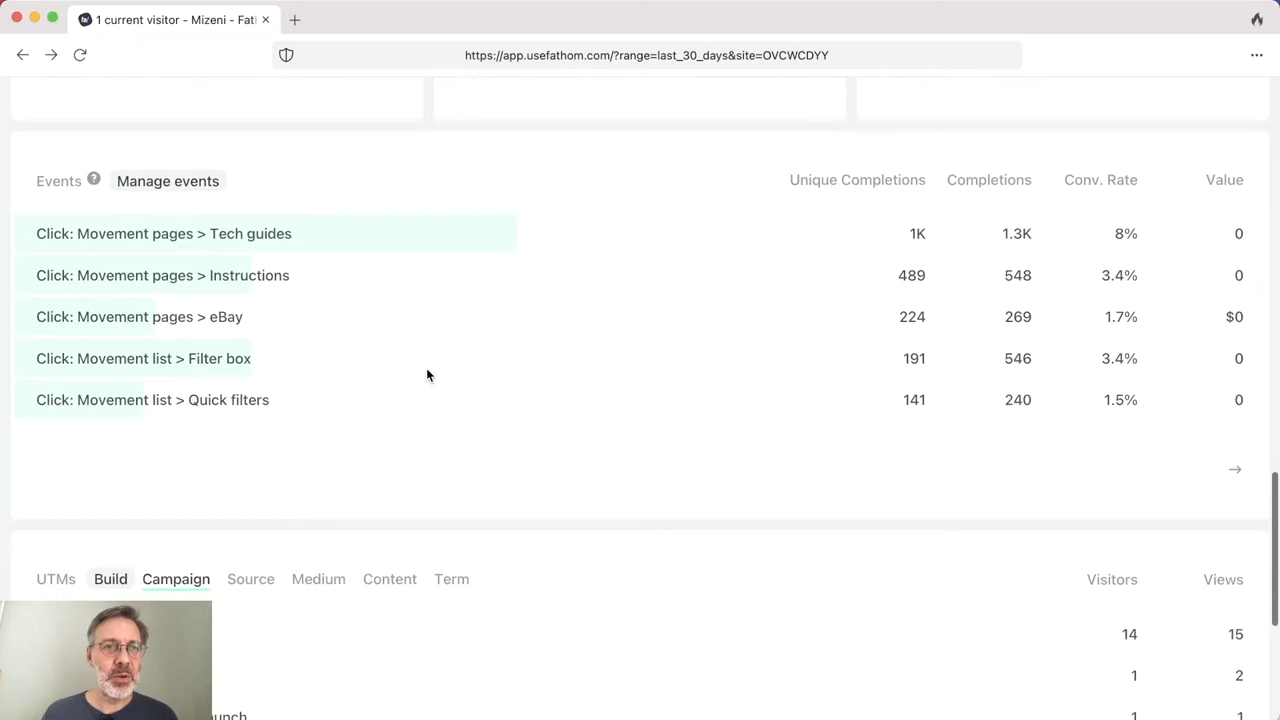 1 current visitor - Mizeni - Fat
https://app.usefathom.com/?range=last_30_days&site=OVCWCDYY
Events ? Manage events Unique Completions Completions Conv. Rate Value
Click: Movement pages > Tech guides 1K 1.3K 8% 0
Click: Movement pages > Instructions 489 548 3.4% 0
Click: Movement pages > eBay 224 269 1.7% $0
Click: Movement list > Filter box 191 546 3.4% 0
Click: Movement list > Quick filters 141 240 1.5% 0
UTMs Build Campaign Source Medium Content Term Visitors Views
14 15
1 2
1 1